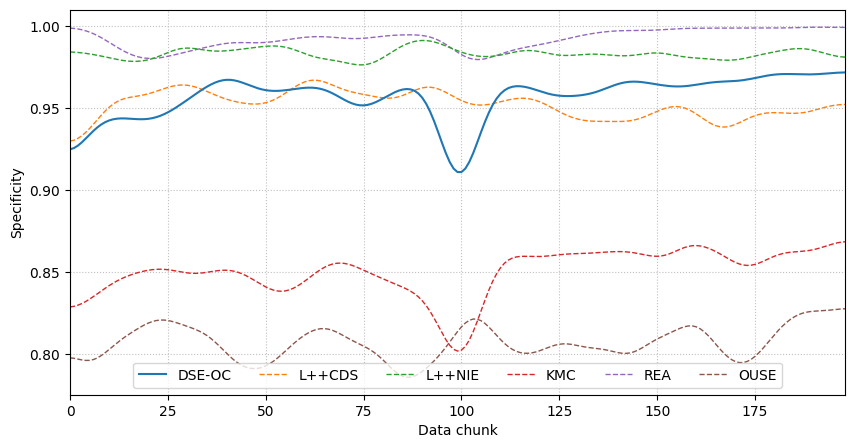 1.00
0.95
0.90
0.85
0.80
Specificity
DSE-OC L++CDS L++NIE KMC REA OUSE
0 25 50 75 100 125 150 175
Data chunk